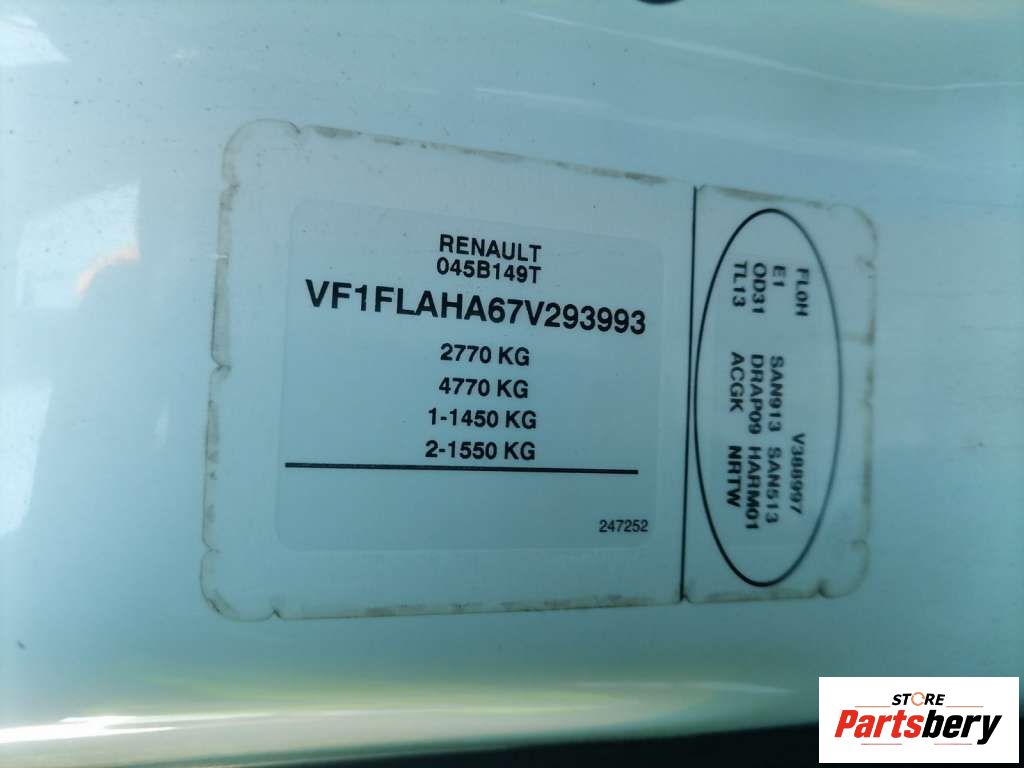 RENAULT
045B149T
VF1FLAHA67V293993
2770 KG
4770 KG
1-1450 KG
2-1550 KG
247252
FL0H V388997
E1 SAN913 SAN513
OD31 DRAP09 HARM01
TL13 ACGK NRTW
STORE
Partsbery